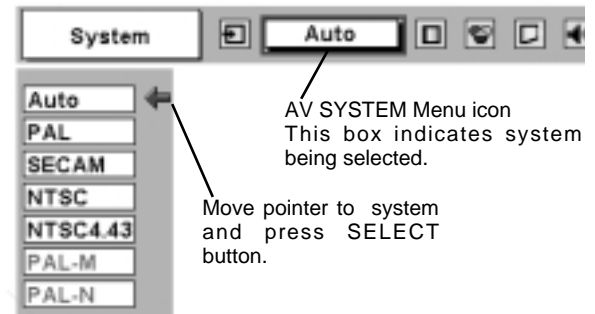 System
Auto
Auto
PAL
SECAM
NTSC
NTSC4.43
PAL-M
PAL-N
AV SYSTEM Menu icon
This box indicates system
being selected.
Move pointer to system
and press SELECT
button.